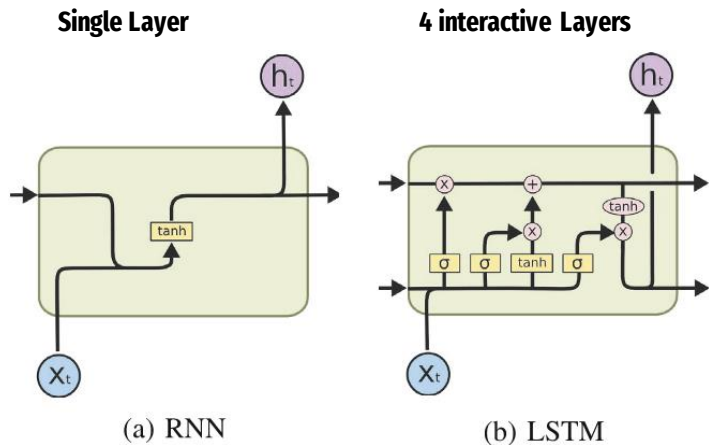 Single Layer
4 interactive Layers
hₜ
hₜ
x
+
tanh
tanh
x
x
σ
σ
tanh
σ
Xₜ
Xₜ
(a) RNN
(b) LSTM